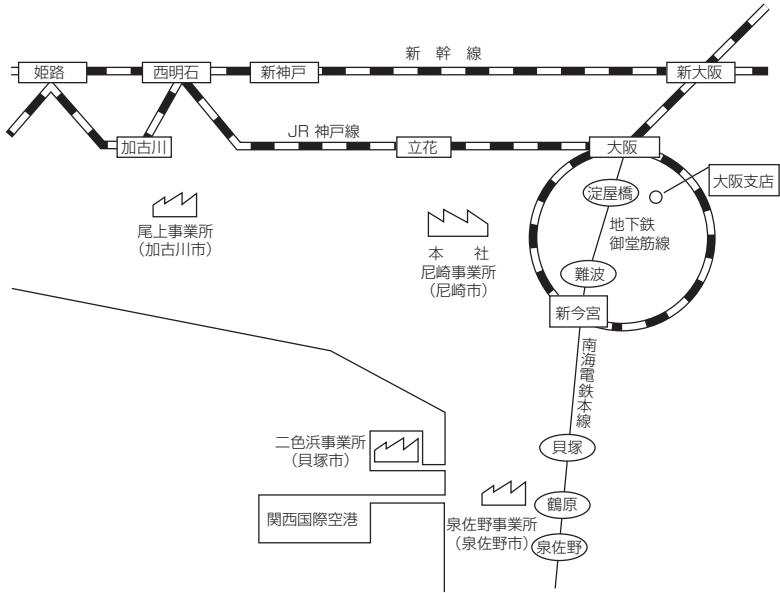 新幹線
姫路
西明石
新神戸
新大阪
JR 神戸線
加古川
立花
大阪
大阪支店
淀屋橋
地下鉄
御堂筋線
尾上事業所
(加古川市)
本 社
尼崎事業所
(尼崎市)
難波
新今宮
南海電鉄本線
二色浜事業所
(貝塚市)
貝塚
関西国際空港
泉佐野事業所
(泉佐野市)
鶴原
泉佐野